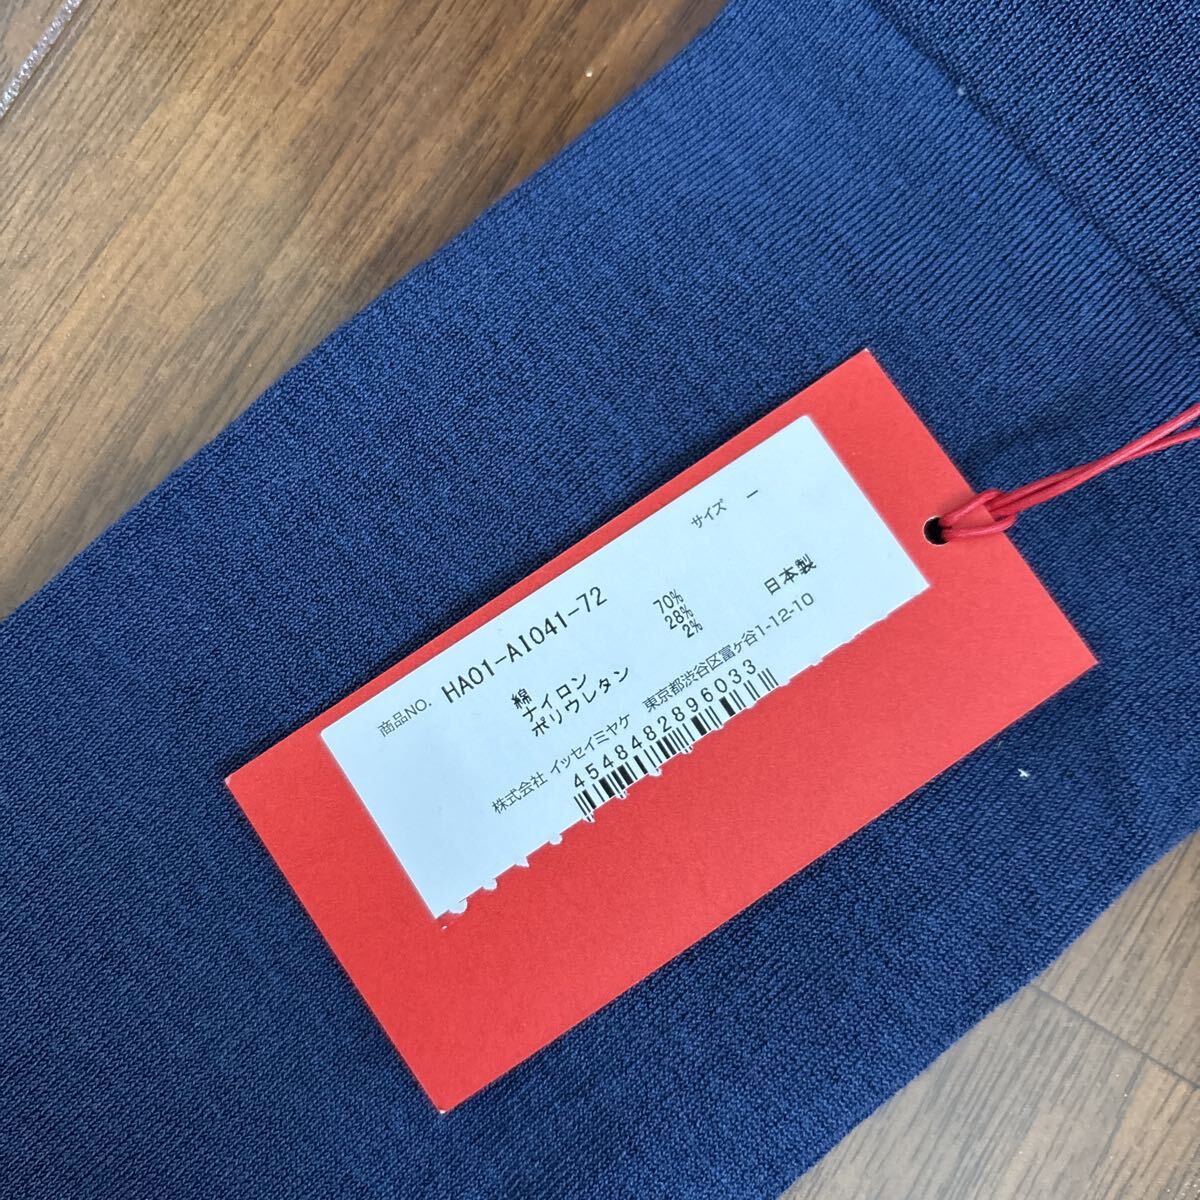 サイズ －
商品NO. HA01-AI041-72
綿 70%
ナイロン 28%
ポリウレタン 2%
日本製
株式会社 イッセイミヤケ 東京都渋谷区富ヶ谷1-12-10
4548482896033